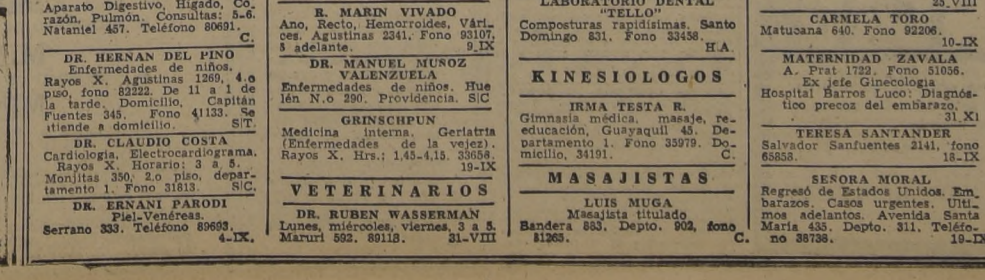 Aparato Digestivo, Hígado, Co-
razón, Pulmón. Consultas: 5-6.
Nataniel 457. Teléfono 80691.
C.
DR. HERNAN DEL PINO
Enfermedades de niños.
Rayos X. Agustinas 1269, 4.o
piso, fono 82222. De 11 a 1 de
la tarde. Domicilio, Capitán
Fuentes 345. Fono 41133. Se
atiende a domicilio. S|T.
DR. CLAUDIO COSTA
Cardiología, Electrocardiograma,
Rayos X. Horario: 3 a 5.
Monjitas 350, 2.o piso, depar-
tamento 1. Fono 31813. S|C.
DR. ERNANI PARODI
Piel-Venéreas.
Serrano 333. Teléfono 89693.
4-IX.
R. MARIN VIVADO
Ano, Recto, Hemorroides, Vári-
ces. Agustinas 2341. Fono 93107,
8 adelante. 9_IX
DR. MANUEL MUÑOZ
VALENZUELA
Enfermedades de niños. Hue
lén N.o 290, Providencia. S|C
GRINSCHPUN
Medicina interna. Geriatría
(Enfermedades de la vejez).
Rayos X. Hrs.: 1,45-4,15. 33658.
19-IX
VETERINARIOS
DR. RUBEN WASSERMAN
Lunes, miércoles, viernes, 3 a 5.
Maruri 592. 89113. 31-VIII
LABORATORIO DENTAL
"TELLO"
Composturas rapidísimas. Santo
Domingo 831. Fono 33458.
H|A.
KINESIOLOGOS
IRMA TESTA R.
Gimnasia médica, masaje, re-
educación, Guayaquil 45. De-
partamento 1. Fono 35979. Do-
micilio, 34191. C.
MASAJISTAS
LUIS MUGA
Masajista titulado
Bandera 883, Depto. 902, fono
81263. C.
25_VIII
CARMELA TORO
Matucana 640. Fono 92206.
10-IX
MATERNIDAD ZAVALA
A. Prat 1722. Fono 51056.
Ex jefe Ginecología
Hospital Barros Luco: Diagnós-
tico precoz del embarazo.
31_XI
TERESA SANTANDER
Salvador Sanfuentes 2141, fono
65858. 18-IX
SEÑORA MORAL
Regresó de Estados Unidos. Em_
barazos. Casos urgentes. Ulti-
mos adelantos. Avenida Santa
María 435. Depto. 311. Teléfo-
no 38738. 19-IX